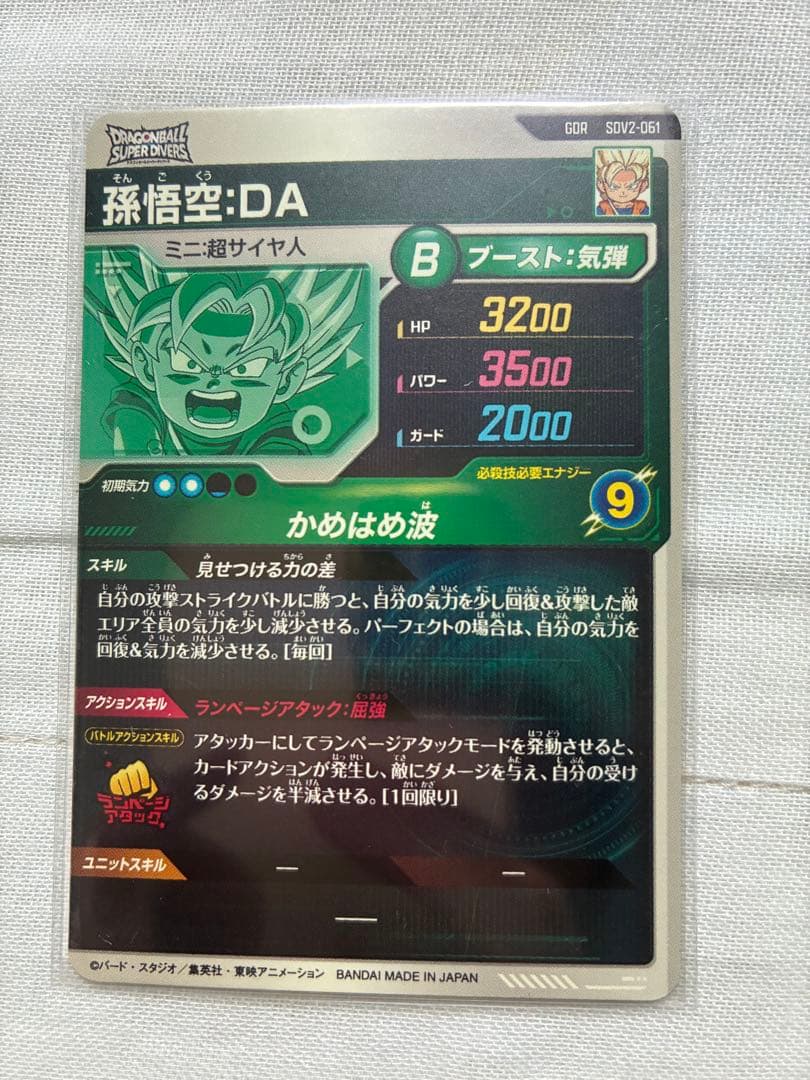 GDR SDV2-061
DRAGONBALL
SUPER DIVERS
そん ご くう
孫悟空:DA
ミニ:超サイヤ人
B ブースト:気弾
HP 3200
パワー 3500
ガード 2000
初期気力
必殺技必要エナジー
9
は
かめはめ波
スキル 見せつける力の差
自分の攻撃ストライクバトルに勝つと、自分の気力を少し回復&攻撃した敵
エリア全員の気力を少し減少させる。パーフェクトの場合は、自分の気力を
回復&気力を減少させる。[毎回]
アクションスキル ランページアタック:屈強
バトルアクションスキル
ランページ
アタック
アタッカーにしてランページアタックモードを発動させると、
カードアクションが発生し、敵にダメージを与え、自分の受け
るダメージを半減させる。[1回限り]
ユニットスキル — —
—
©バード・スタジオ/集英社・東映アニメーション BANDAI MADE IN JAPAN